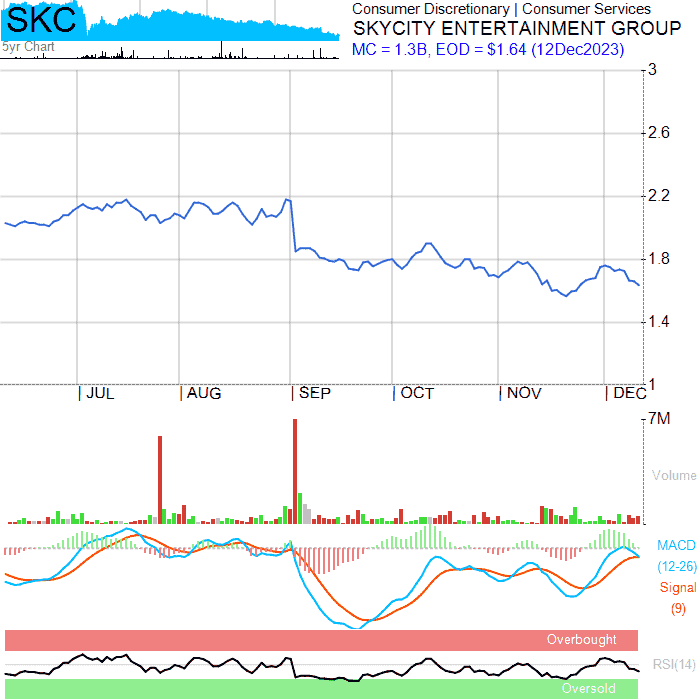 SKC
5yr Chart
Consumer Discretionary | Consumer Services
SKYCITY ENTERTAINMENT GROUP
MC = 1.3B, EOD = $1.64 (12Dec2023)
3
2.6
2.2
1.8
1.4
1
| JUL | AUG | SEP | OCT | NOV | DEC
7M
Volume
MACD
(12-26)
Signal
(9)
Overbought
RSI(14)
Oversold